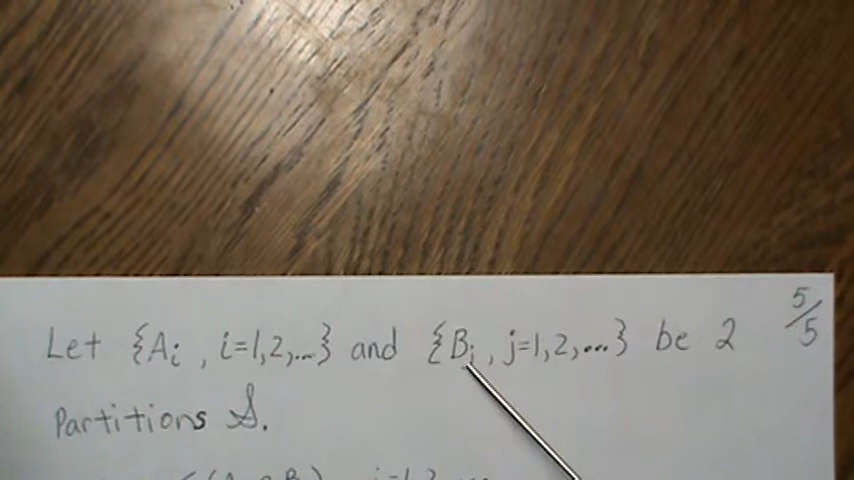 5/5
Let {Ai , i=1,2,...} and {Bj , j=1,2,...} be 2
Partitions S.